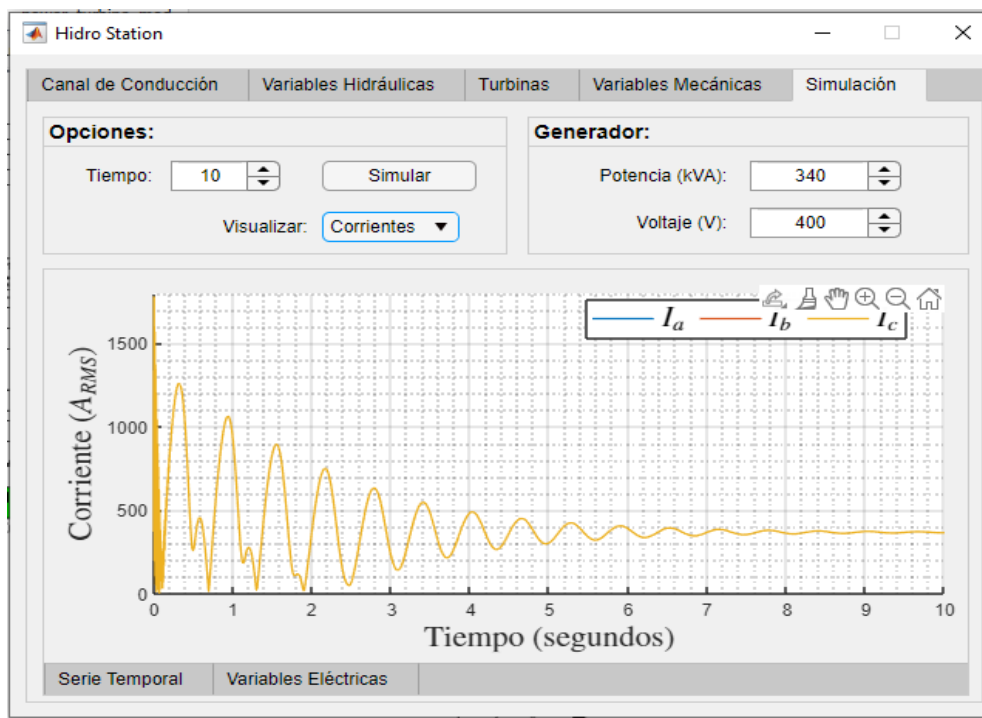 Hidro Station
Canal de Conducción Variables Hidráulicas Turbinas Variables Mecánicas Simulación
Opciones: Generador:
Tiempo: 10 Simular Potencia (kVA): 340
Visualizar: Corrientes Voltaje (V): 400
I_a I_b I_c
1500
1000
500
0
Corriente (A_RMS)
0 1 2 3 4 5 6 7 8 9 10
Tiempo (segundos)
Serie Temporal Variables Eléctricas